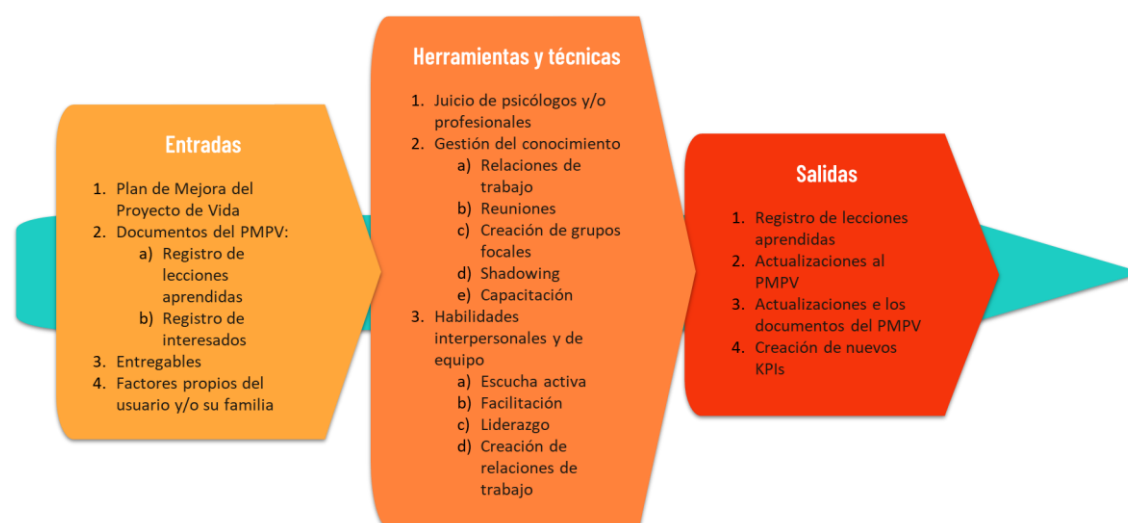 Entradas
1. Plan de Mejora del
Proyecto de Vida
2. Documentos del PMPV:
a) Registro de
lecciones
aprendidas
b) Registro de
interesados
3. Entregables
4. Factores propios del
usuario y/o su familia
Herramientas y técnicas
1. Juicio de psicólogos y/o
profesionales
2. Gestión del conocimiento
a) Relaciones de
trabajo
b) Reuniones
c) Creación de grupos
focales
d) Shadowing
e) Capacitación
3. Habilidades
interpersonales y de
equipo
a) Escucha activa
b) Facilitación
c) Liderazgo
d) Creación de
relaciones de
trabajo
Salidas
1. Registro de lecciones
aprendidas
2. Actualizaciones al
PMPV
3. Actualizaciones e los
documentos del PMPV
4. Creación de nuevos
KPIs